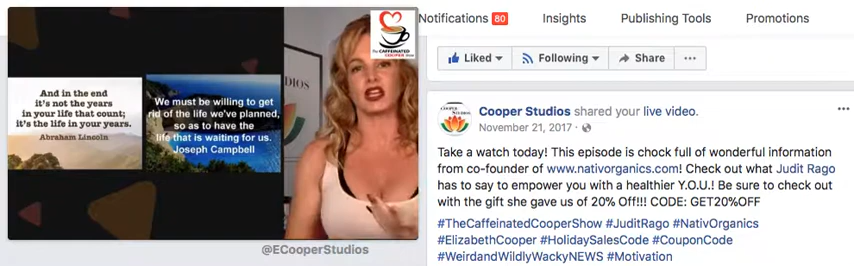 Notifications 80 Insights Publishing Tools Promotions
The CAFFEINATED
COOPER Show
And in the end
it's not the years
in your life that count;
it's the life in your years.
Abraham Lincoln
We must be willing to get
rid of the life we've planned,
so as to have the
life that is waiting for us.
Joseph Campbell
DIOS
@ECooperStudios
Liked Following Share ...
COOPER STUDIOS
Cooper Studios shared your live video.
November 21, 2017 ·
Take a watch today! This episode is chock full of wonderful information
from co-founder of www.nativorganics.com! Check out what Judit Rago
has to say to empower you with a healthier Y.O.U.! Be sure to check out
with the gift she gave us of 20% Off!!! CODE: GET20%OFF
#TheCaffeinatedCooperShow #JuditRago #NativOrganics
#ElizabethCooper #HolidaySalesCode #CouponCode
#WeirdandWildlyWackyNEWS #Motivation